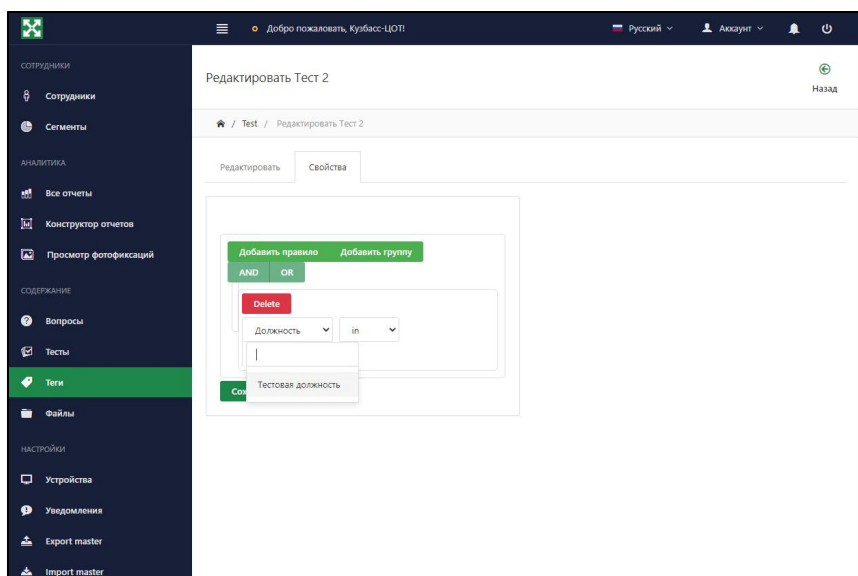 Добро пожаловать, Кузбасс-ЦОТ!
Русский
Аккаунт
СОТРУДНИКИ
Сотрудники
Сегменты
АНАЛИТИКА
Все отчеты
Конструктор отчетов
Просмотр фотофиксаций
СОДЕРЖАНИЕ
Вопросы
Тесты
Теги
Файлы
НАСТРОЙКИ
Устройства
Уведомления
Export master
Import master
Редактировать Тест 2
Назад
/ Test / Редактировать Тест 2
Редактировать Свойства
Добавить правило Добавить группу
AND OR
Delete
Должность in
Тестовая должность